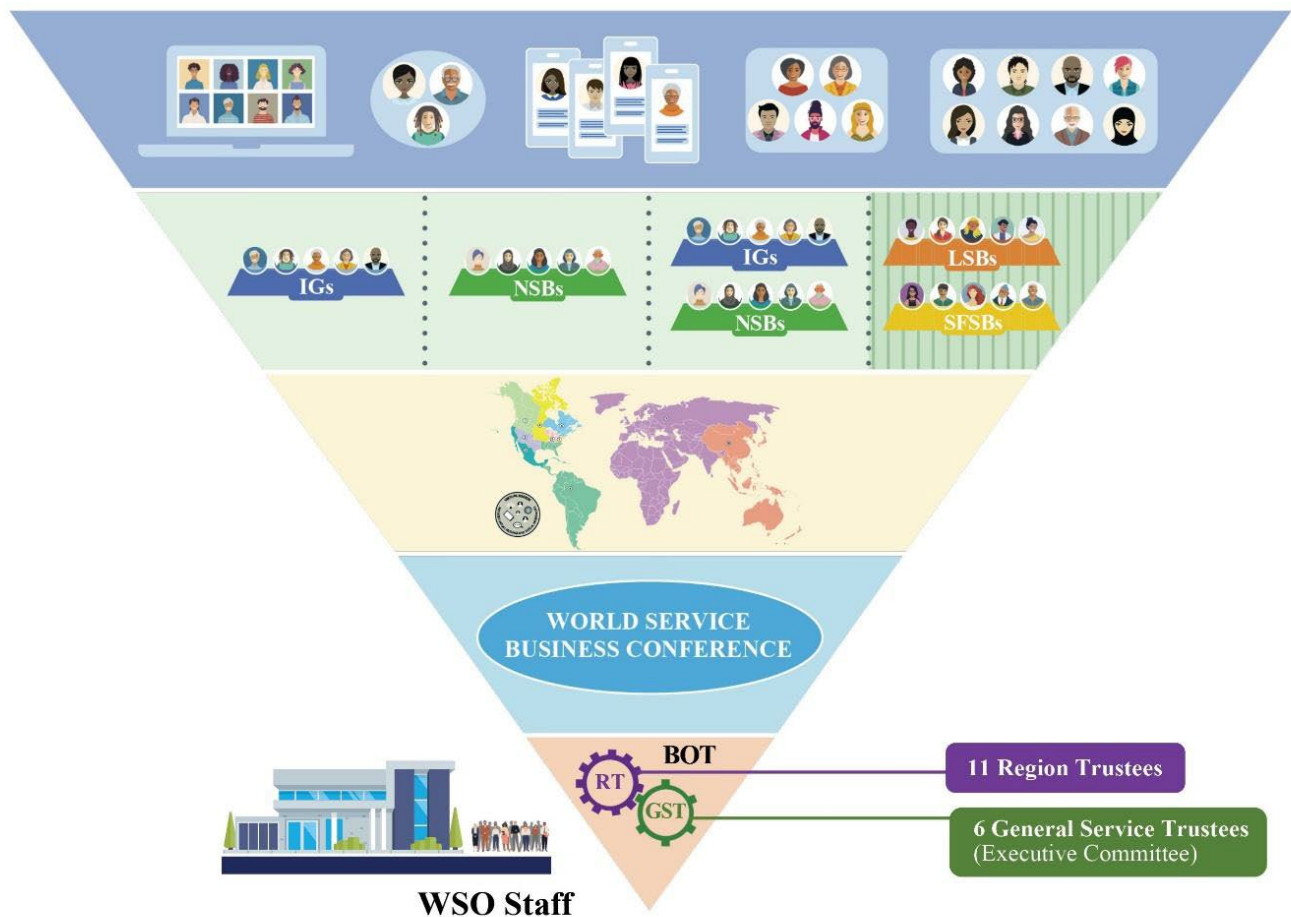 IGs
NSBs
IGs
NSBs
LSBs
SFSBs
WORLD SERVICE
BUSINESS CONFERENCE
BOT
RT
GST
11 Region Trustees
6 General Service Trustees
(Executive Committee)
WSO Staff